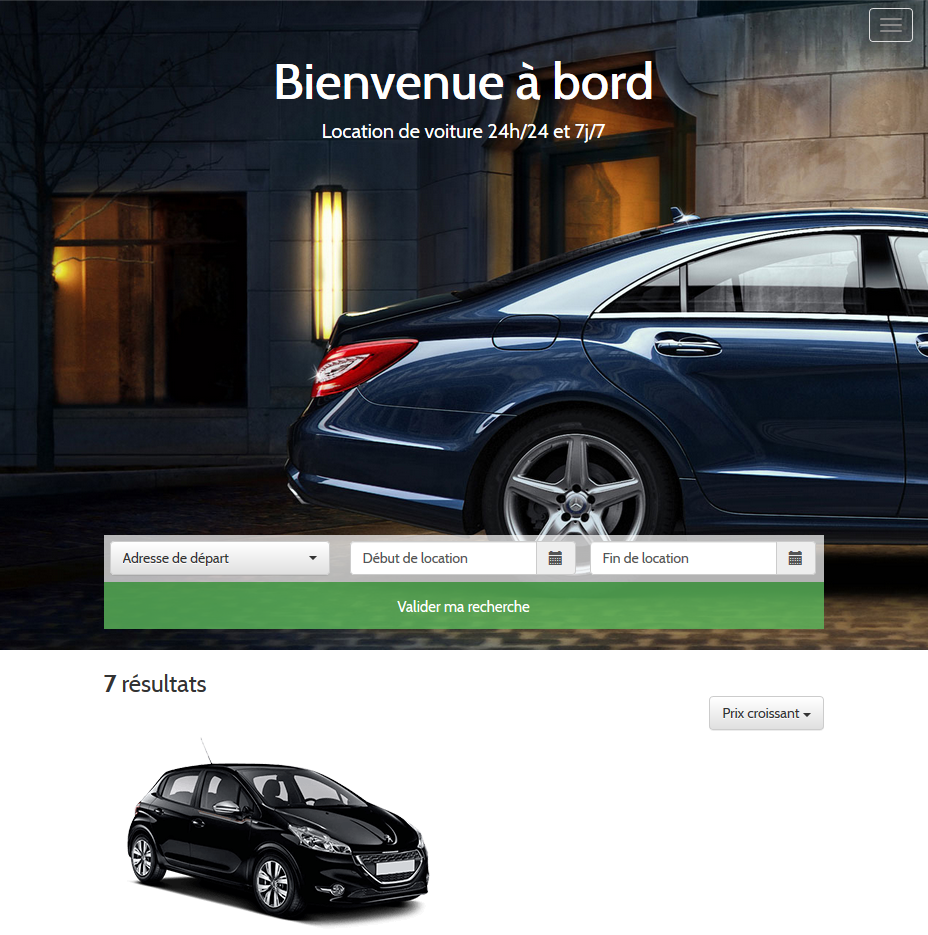 Bienvenue à bord
Location de voiture 24h/24 et 7j/7
Adresse de départ
Début de location
Fin de location
Valider ma recherche
7 résultats
Prix croissant